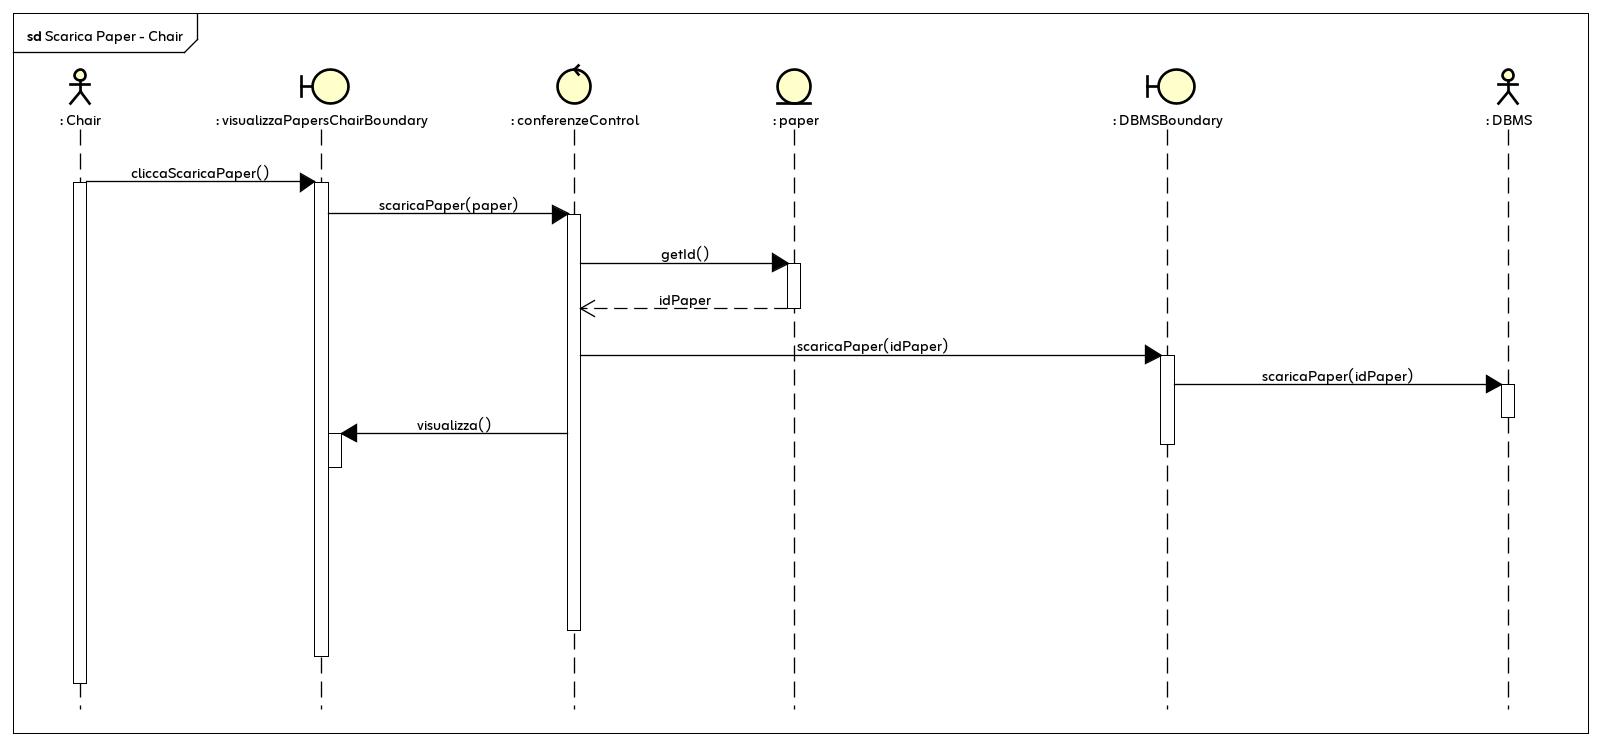 sd Scarica Paper - Chair
: Chair
: visualizzaPapersChairBoundary
: conferenzeControl
: paper
: DBMSBoundary
: DBMS
cliccaScaricaPaper()
scaricaPaper(paper)
getId()
idPaper
scaricaPaper(idPaper)
scaricaPaper(idPaper)
visualizza()